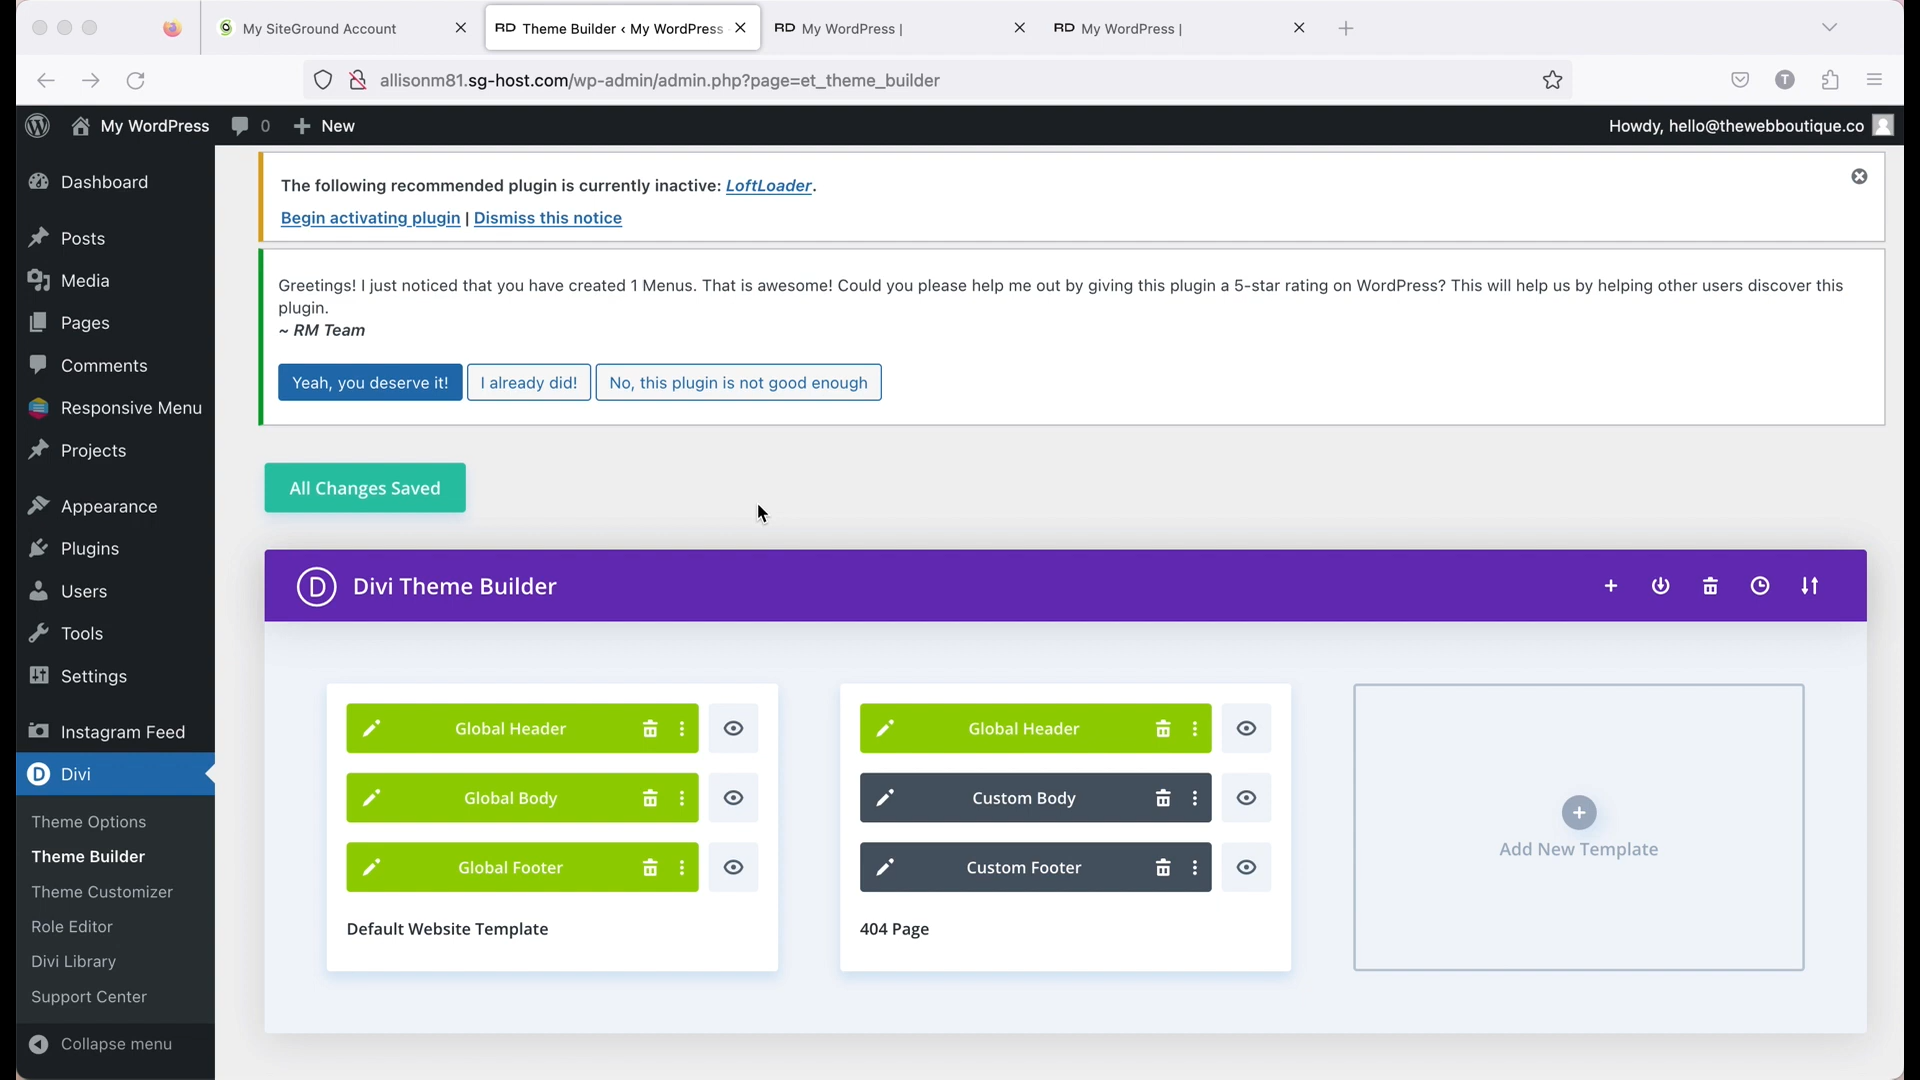 My SiteGround Account
RD Theme Builder ‹ My WordPress
RD My WordPress |
RD My WordPress |
allisonm81.sg-host.com/wp-admin/admin.php?page=et_theme_builder
T
My WordPress
0
New
Howdy, hello@thewebboutique.co
Dashboard
Posts
Media
Pages
Comments
Responsive Menu
Projects
Appearance
Plugins
Users
Tools
Settings
Instagram Feed
D Divi
Theme Options
Theme Builder
Theme Customizer
Role Editor
Divi Library
Support Center
Collapse menu
The following recommended plugin is currently inactive: LoftLoader.
Begin activating plugin | Dismiss this notice
Greetings! I just noticed that you have created 1 Menus. That is awesome! Could you please help me out by giving this plugin a 5-star rating on WordPress? This will help us by helping other users discover this
plugin.
~ RM Team
Yeah, you deserve it!
I already did!
No, this plugin is not good enough
All Changes Saved
D Divi Theme Builder
Global Header
Global Body
Global Footer
Default Website Template
Global Header
Custom Body
Custom Footer
404 Page
Add New Template